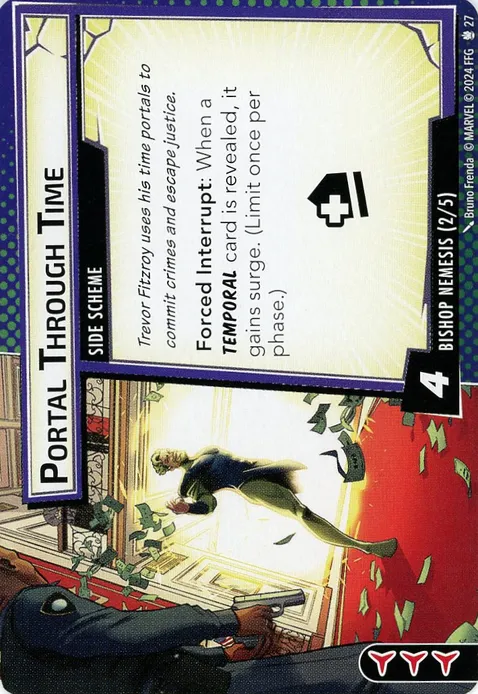 PORTAL THROUGH TIME
SIDE SCHEME
Trevor Fitzroy uses his time portals to
commit crimes and escape justice.
Forced Interrupt: When a
TEMPORAL card is revealed, it
gains surge. (Limit once per
phase.)
4
BISHOP NEMESIS (2/5)
Bruno Frenda © MARVEL © 2024 FFG 27